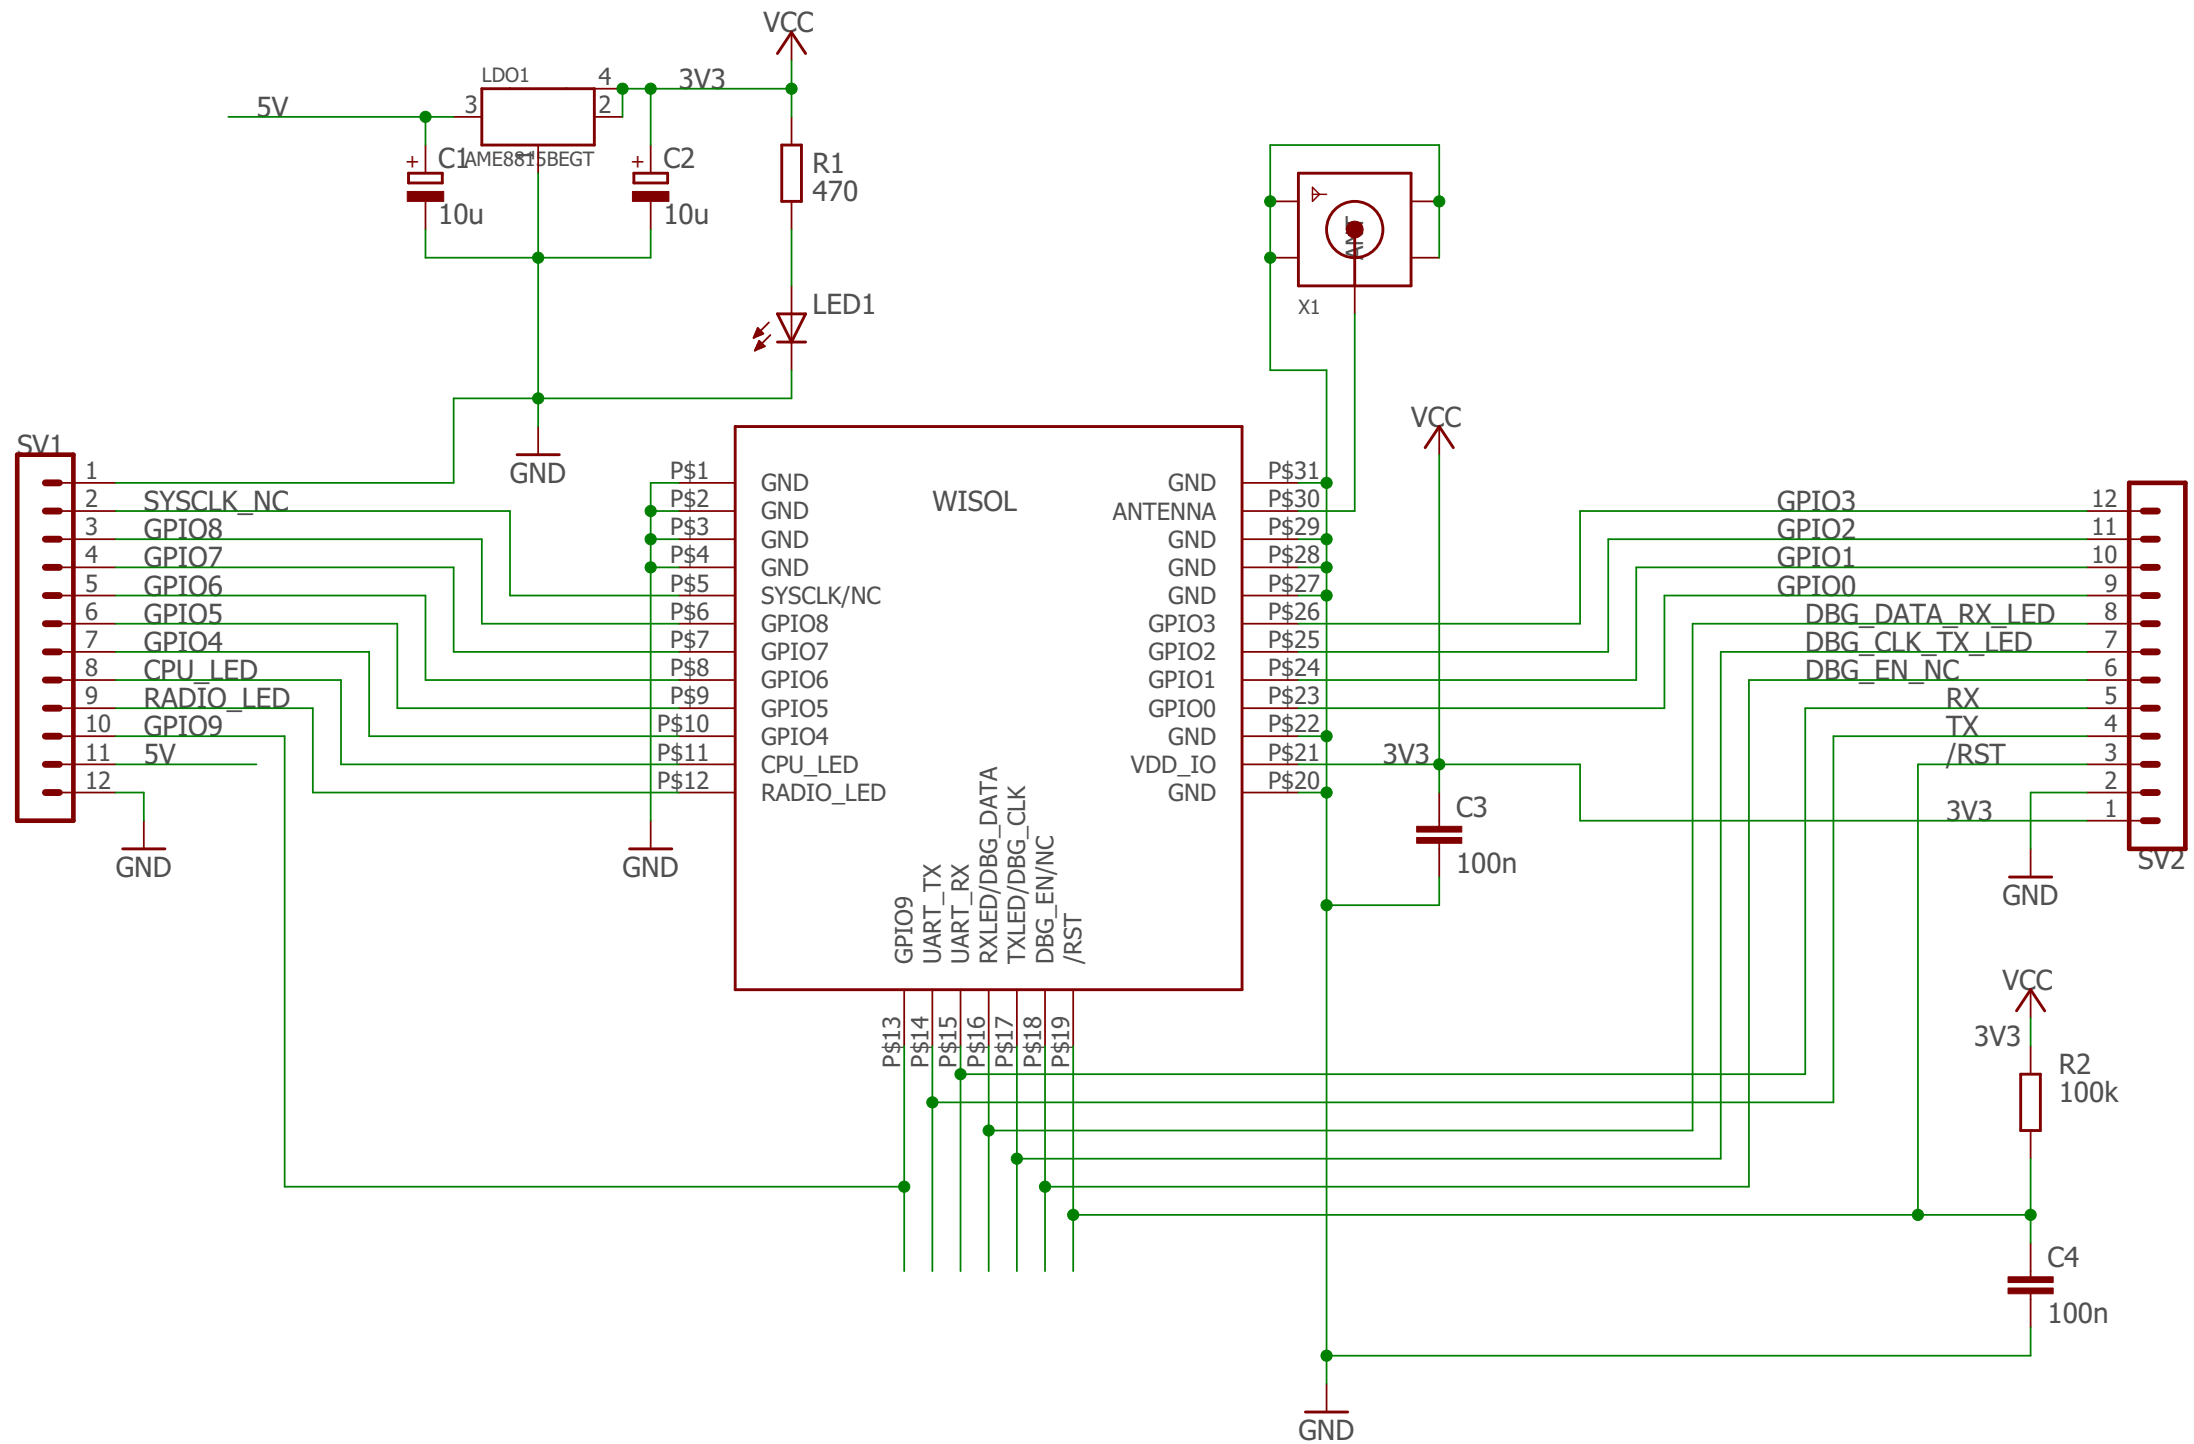 VCC
LDO1
4
3V3
3
2
5V
1
AME8815BEGT
+
C1
10u
+
C2
10u
R1
470
LED1
GND
ANT
X1
SV1
1
2
SYSCLK_NC
3
GPIO8
4
GPIO7
5
GPIO6
6
GPIO5
7
GPIO4
8
CPU_LED
9
RADIO_LED
10
GPIO9
11
5V
12
GND
GND
WISOL
P$1
GND
P$2
GND
P$3
GND
P$4
GND
P$5
SYSCLK/NC
P$6
GPIO8
P$7
GPIO7
P$8
GPIO6
P$9
GPIO5
P$10
GPIO4
P$11
CPU_LED
P$12
RADIO_LED
GND
P$31
ANTENNA
P$30
GND
P$29
GND
P$28
GND
P$27
GPIO3
P$26
GPIO2
P$25
GPIO1
P$24
GPIO0
P$23
GND
P$22
VDD_IO
P$21
GND
P$20
GPIO9
UART_TX
UART_RX
RXLED/DBG_DATA
TXLED/DBG_CLK
DBG_EN/NC
/RST
P$13
P$14
P$15
P$16
P$17
P$18
P$19
VCC
3V3
C3
100n
GPIO3
12
GPIO2
11
GPIO1
10
GPIO0
9
DBG_DATA_RX_LED
8
DBG_CLK_TX_LED
7
DBG_EN_NC
6
RX
5
TX
4
/RST
3
2
3V3
1
SV2
GND
VCC
3V3
R2
100k
C4
100n
GND